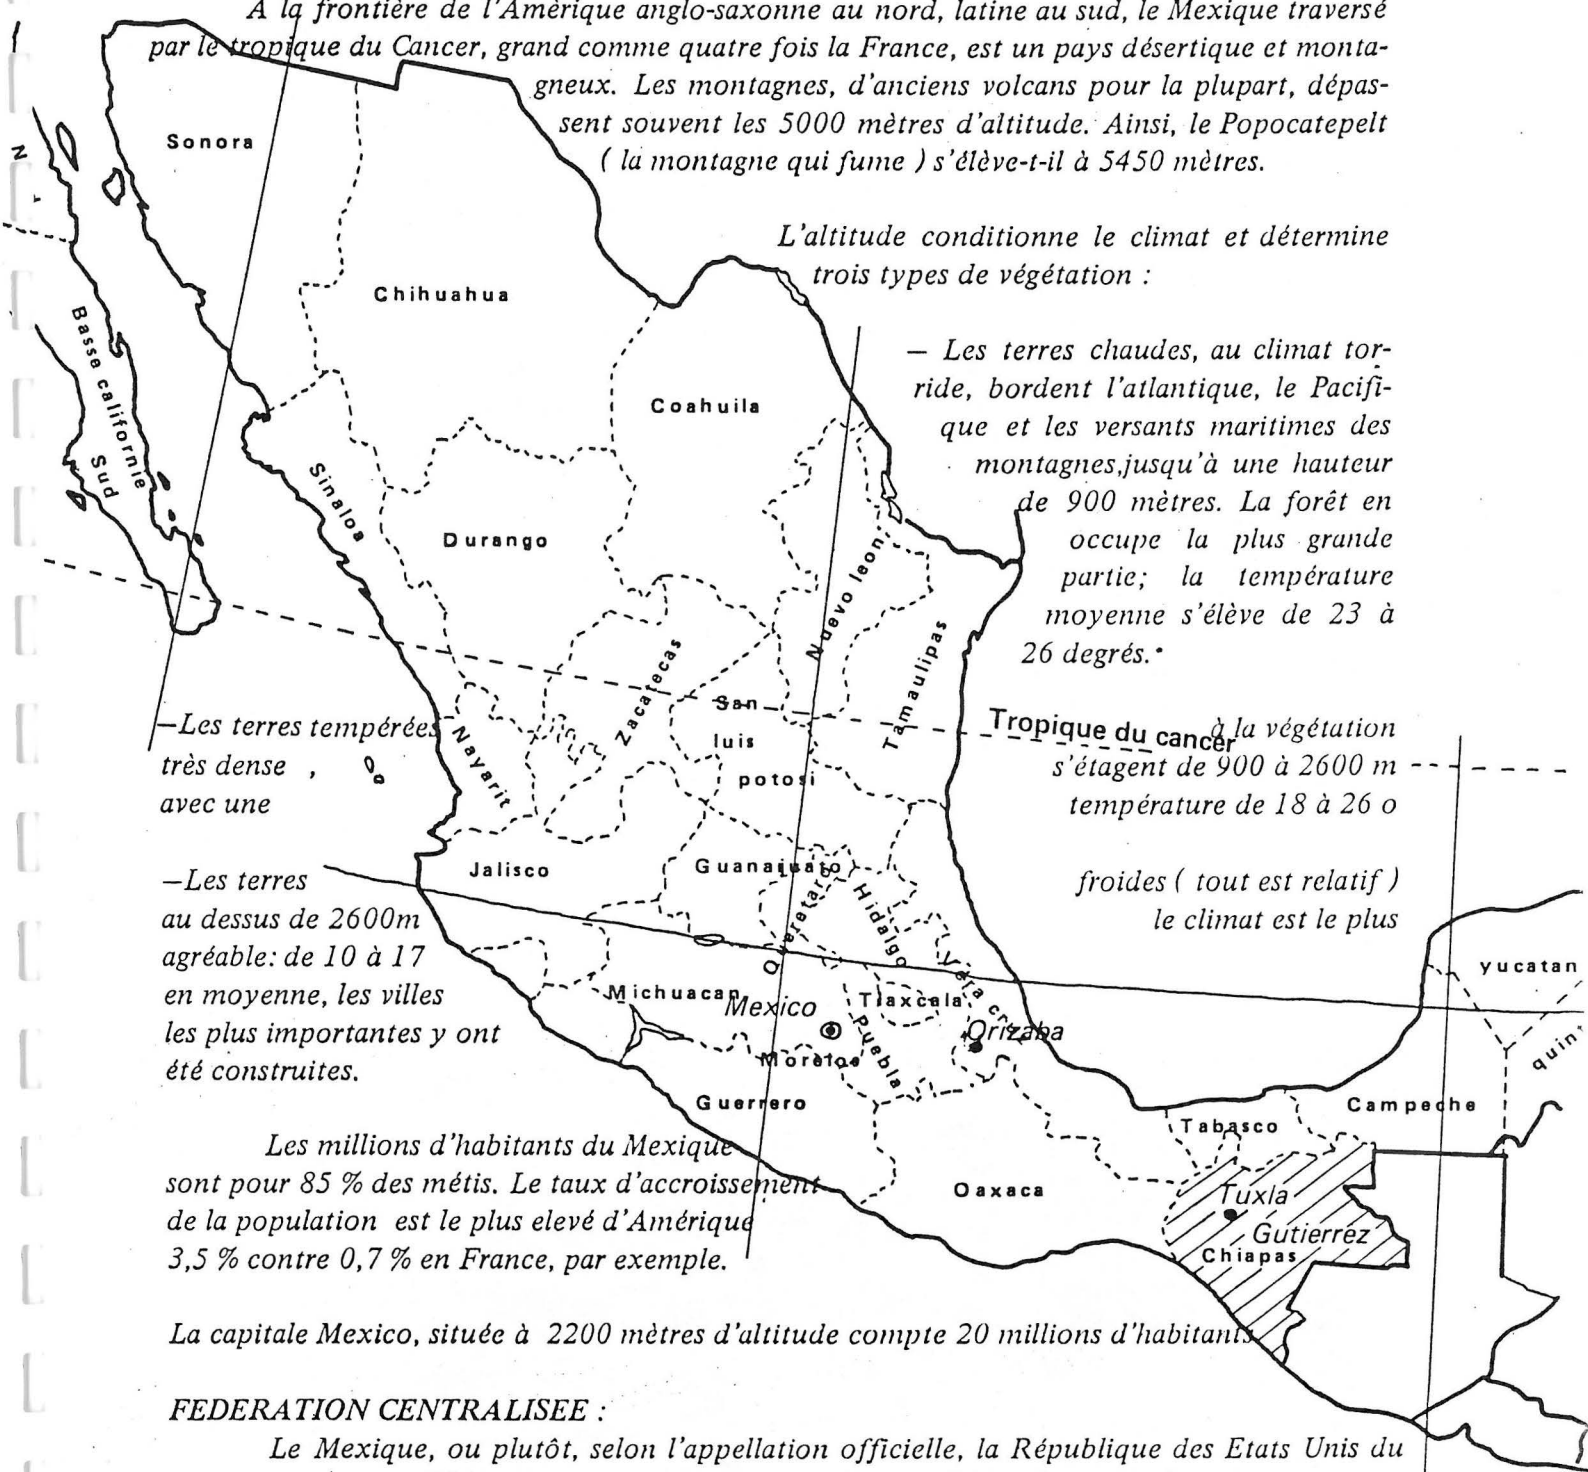 A la frontière de l'Amérique anglo-saxonne au nord, latine au sud, le Mexique traversé
par le tropique du Cancer, grand comme quatre fois la France, est un pays désertique et monta-
gneux. Les montagnes, d'anciens volcans pour la plupart, dépas-
sent souvent les 5000 mètres d'altitude. Ainsi, le Popocatepelt
( la montagne qui fume ) s'élève-t-il à 5450 mètres.
L'altitude conditionne le climat et détermine
trois types de végétation :
— Les terres chaudes, au climat tor-
ride, bordent l'atlantique, le Pacifi-
que et les versants maritimes des
montagnes,jusqu'à une hauteur
de 900 mètres. La forêt en
occupe la plus grande
partie; la température
moyenne s'élève de 23 à
26 degrés.
—Les terres tempérées à la végétation
très dense , s'étagent de 900 à 2600 m
avec une température de 18 à 26 o
—Les terres froides ( tout est relatif )
au dessus de 2600m le climat est le plus
agréable: de 10 à 17
en moyenne, les villes
les plus importantes y ont
été construites.
Les millions d'habitants du Mexique
sont pour 85 % des métis. Le taux d'accroissement
de la population est le plus elevé d'Amérique
3,5 % contre 0,7 % en France, par exemple.
La capitale Mexico, située à 2200 mètres d'altitude compte 20 millions d'habitants
FEDERATION CENTRALISEE :
Le Mexique, ou plutôt, selon l'appellation officielle, la République des Etats Unis du
N
Sonora
Chihuahua
Coahuila
Basse californie
Sud
Sinaloa
Durango
Nuevo leon
Tamaulipas
Zacatecas
San
luis
potosi
Nayarit
Tropique du cancer
Jalisco
Guanajuato
Queretaro
Hidalgo
Vera cruz
Michuacan
Mexico
Tlaxcala
Puebla
Orizaba
Morelos
Guerrero
Oaxaca
Tabasco
Campeche
yucatan
quint
Tuxla
Gutierrez
Chiapas